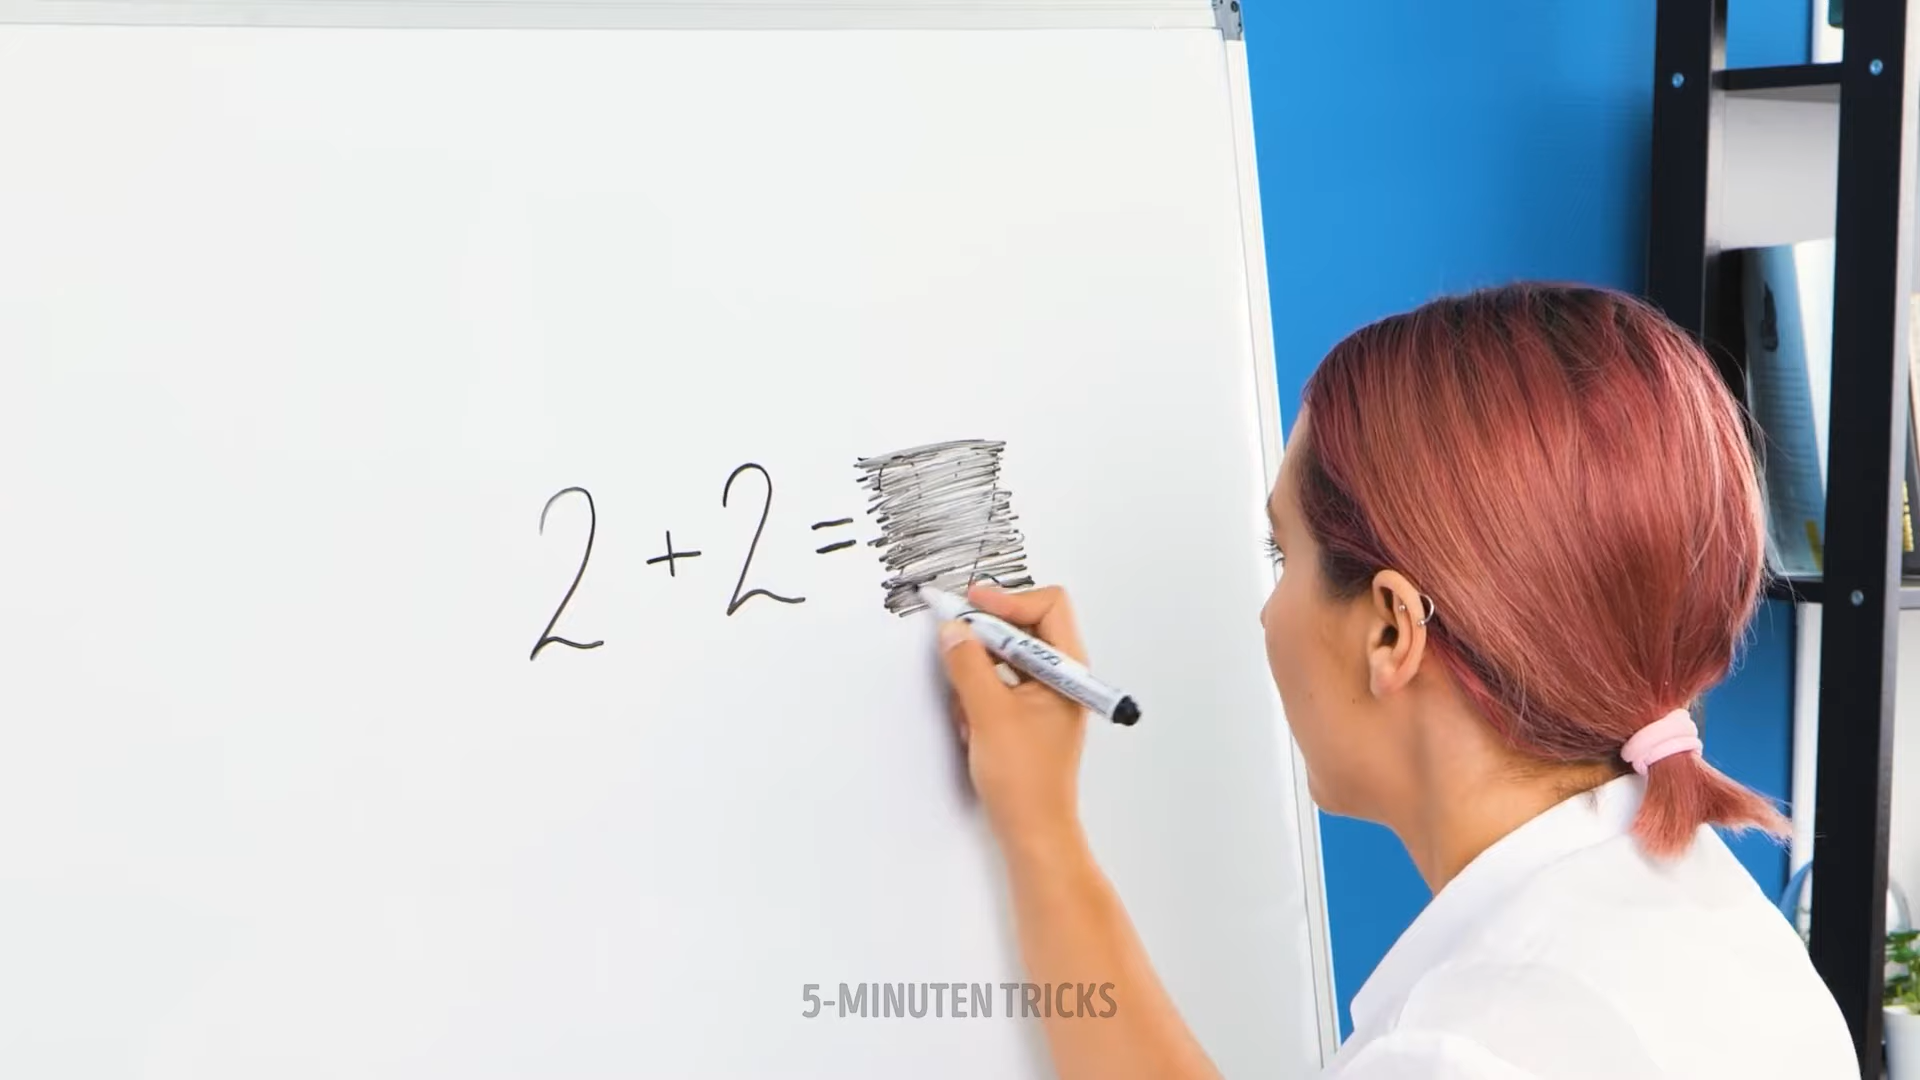 2 + 2 =
5-MINUTEN TRICKS